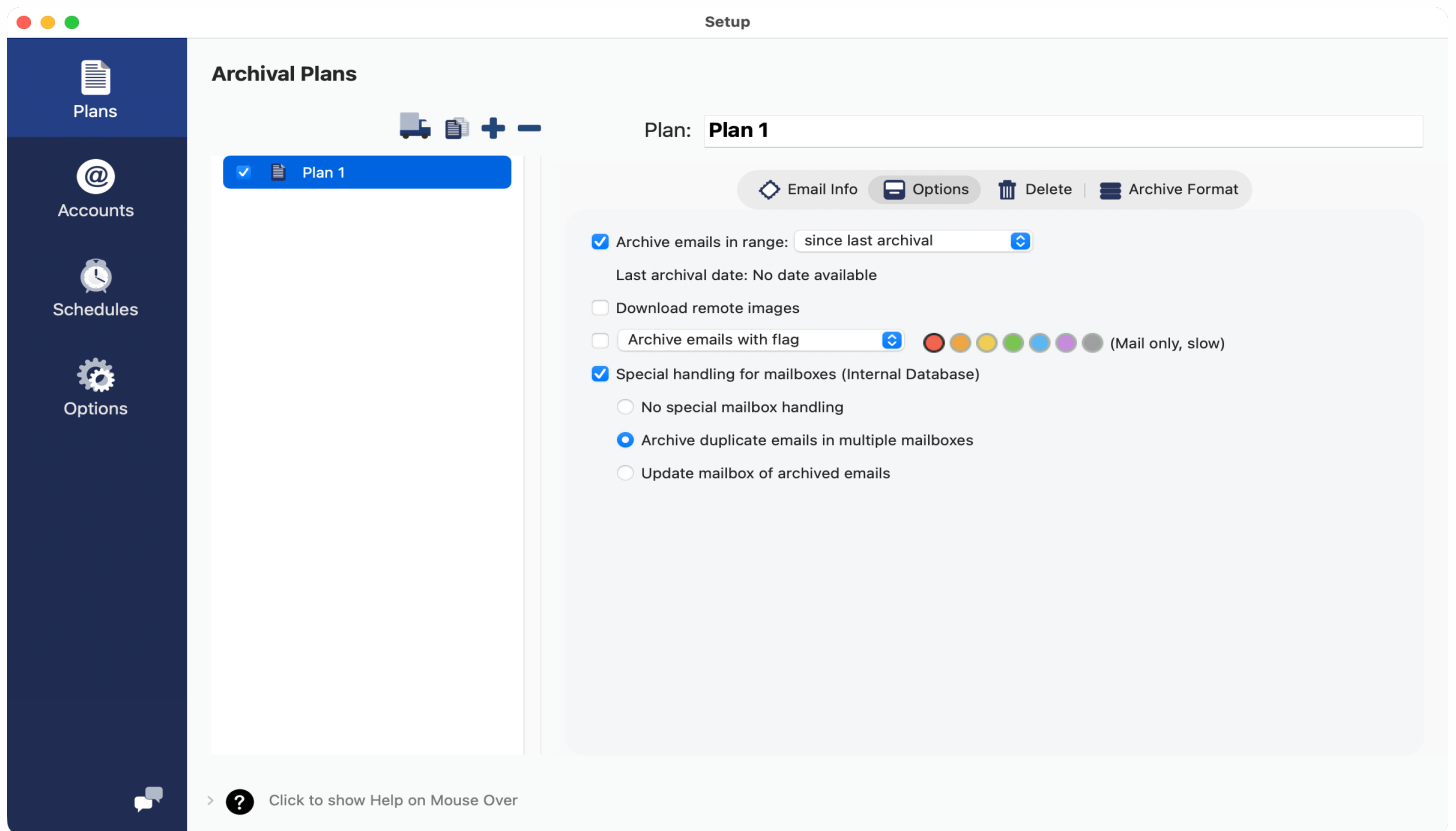 Setup
Plans
Accounts
Schedules
Options
Archival Plans
Plan 1
Plan: Plan 1
Email Info Options Delete Archive Format
Archive emails in range: since last archival
Last archival date: No date available
Download remote images
Archive emails with flag (Mail only, slow)
Special handling for mailboxes (Internal Database)
No special mailbox handling
Archive duplicate emails in multiple mailboxes
Update mailbox of archived emails
? Click to show Help on Mouse Over